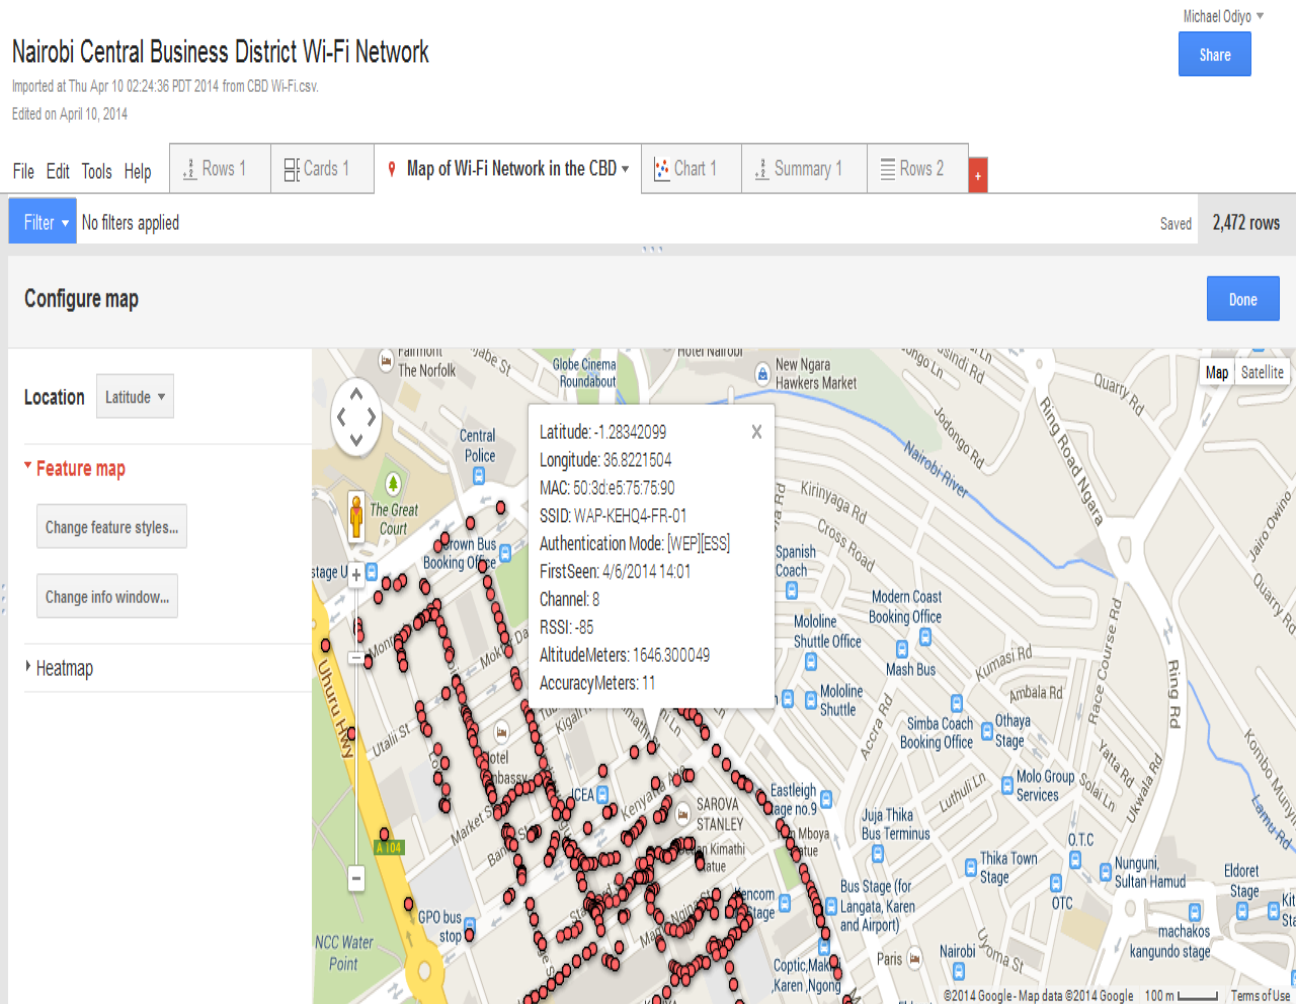 Michael Odiyo
Nairobi Central Business District Wi-Fi Network
Share
Imported at Thu Apr 10 02:24:36 PDT 2014 from CBD Wi-Fi.csv.
Edited on April 10, 2014
File Edit Tools Help
Rows 1
Cards 1
Map of Wi-Fi Network in the CBD
Chart 1
Summary 1
Rows 2
+
Filter
No filters applied
Saved
2,472 rows
Configure map
Done
Location
Latitude
Feature map
Change feature styles...
Change info window...
Heatmap
Map
Satellite
Latitude: -1.28342099
Longitude: 36.8221504
MAC: 50:3d:e5:75:75:90
SSID: WAP-KEHQ4-FR-01
Authentication Mode: [WEP][ESS]
FirstSeen: 4/6/2014 14:01
Channel: 8
RSSI: -85
AltitudeMeters: 1646.300049
AccuracyMeters: 11
Fairmont
The Norfolk
Globe Cinema
Roundabout
Hotel Nairobi
New Ngara
Hawkers Market
Quarry Rd
Ring Road Ngara
Jodongo Rd
Nairobi River
Central
Police
The Great
Court
Kirinyaga Rd
Cross Road
Jairo Owino
Quarry Rd
Booking Office
Spanish
Coach
Modern Coast
Booking Office
Mololine
Shuttle Office
Mash Bus
Kumasi Rd
Race Course Rd
Ring Rd
Ambala Rd
Mololine
Shuttle
Accra Rd
Simba Coach
Booking Office
Othaya
Stage
Yatta Rd
Uhuru Hwy
Utalii St
Molo Group
Services
Solai Ln
Luthuli Ln
Ukwala Rd
Lamu Rd
ICEA
Kenyatta Ave
SAROVA
STANLEY
Eastleigh
Juja Thika
Bus Terminus
Market St
A 104
O.T.C
Thika Town
Stage
Nunguni,
Sultan Hamud
Eldoret
Stage
OTC
Bus Stage (for
Langata, Karen
and Airport)
GPO bus
stop
machakos
kangundo stage
NCC Water
Point
Paris
Nairobi
Uyoma St
,Karen ,Ngong
©2014 Google - Map data ©2014 Google
100 m
Terms of Use